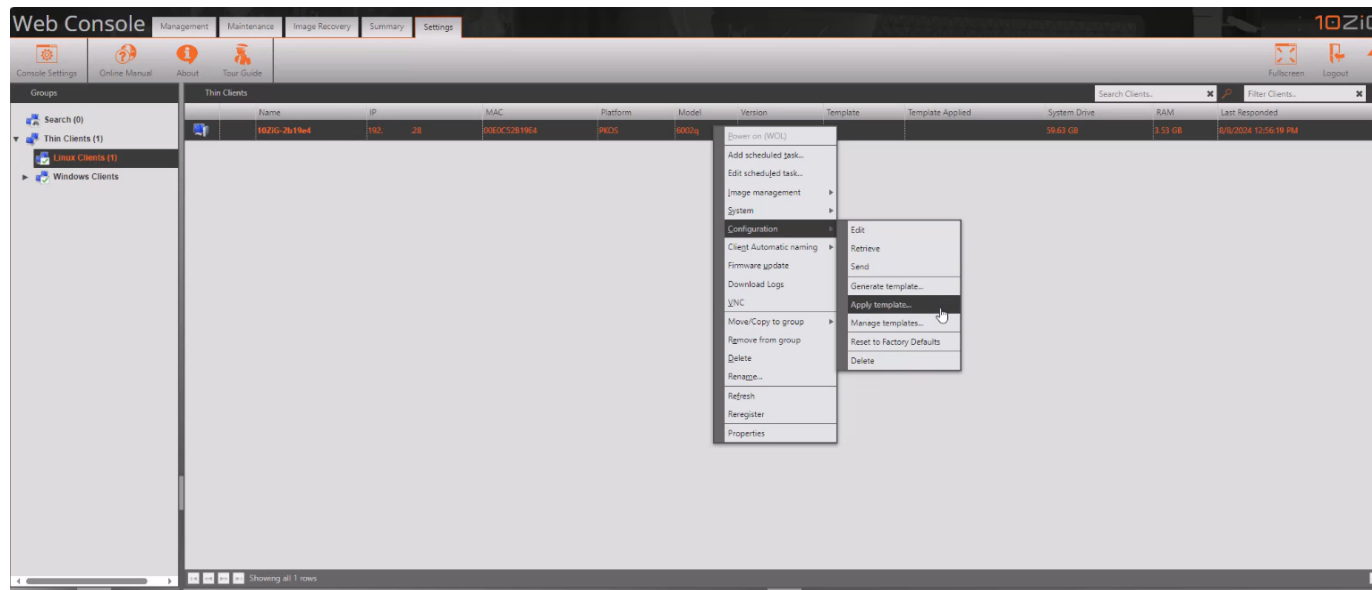 Web Console Management Maintenance Image Recovery Summary Settings 10ZiG
Console Settings Online Manual About Tour Guide Fullscreen Logout
Groups Thin Clients Search Clients.. Filter Clients..
Name IP MAC Platform Model Version Template Template Applied System Drive RAM Last Responded
Search (0)
10ZiG-2b19e4 192. .28 00E0C52B19E4 PKOS 6002q 59.63 GB 3.53 GB 8/8/2024 12:56:19 PM
Thin Clients (1)
Linux Clients (1)
Windows Clients
Power on (WOL)
Add scheduled task...
Edit scheduled task...
Image management
System
Configuration
Client Automatic naming
Firmware update
Download Logs
VNC
Move/Copy to group
Remove from group
Delete
Rename...
Refresh
Reregister
Properties
Edit
Retrieve
Send
Generate template...
Apply template...
Manage templates...
Reset to Factory Defaults
Delete
Showing all 1 rows